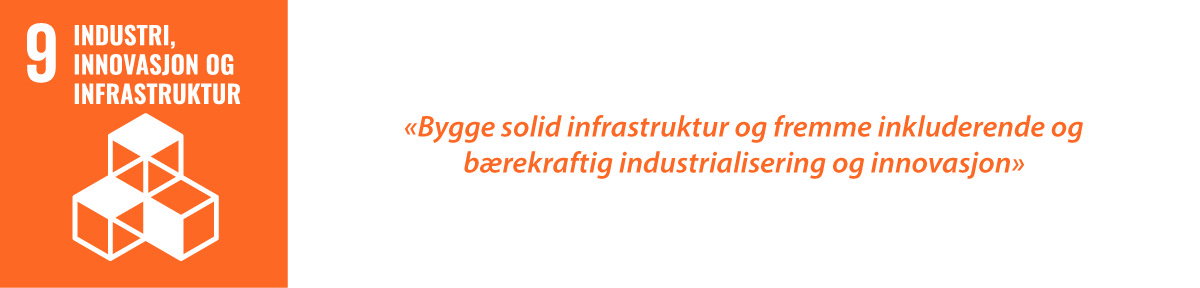 9
INDUSTRI,
INNOVASJON OG
INFRASTRUKTUR
«Bygge solid infrastruktur og fremme inkluderende og
bærekraftig industrialisering og innovasjon»